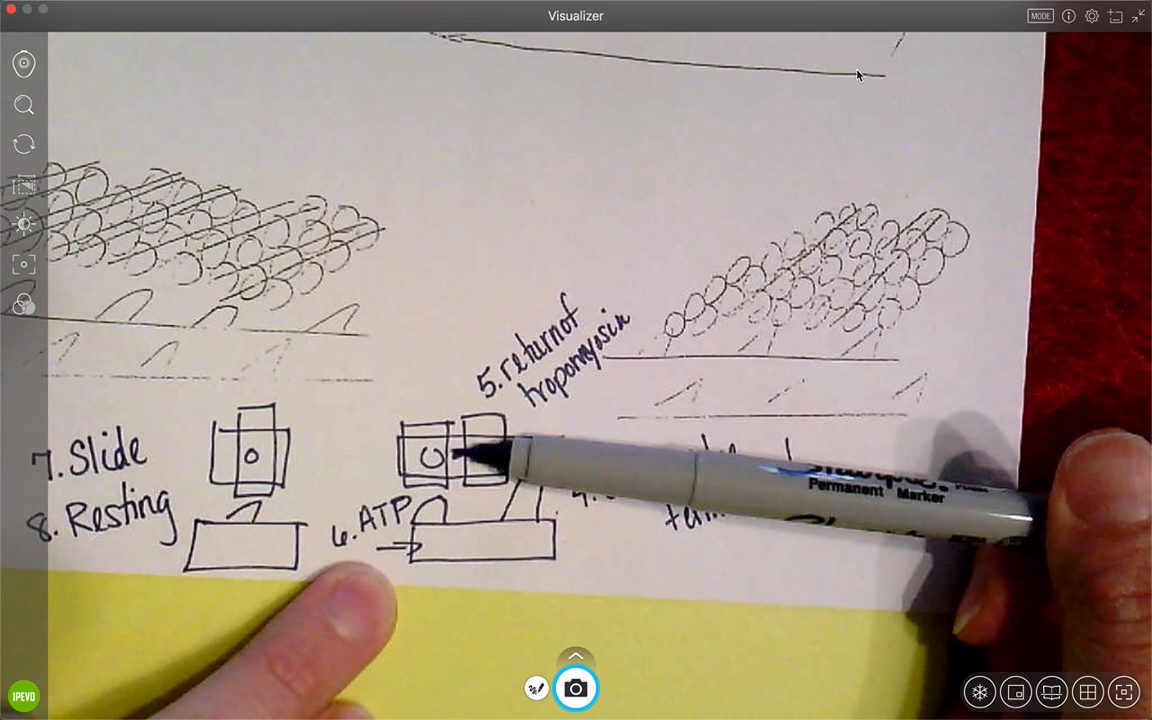 Visualizer
MODE
5. return of
tropomyosin
7. Slide
8. Resting
6. ATP
Permanent Marker
IPEVO